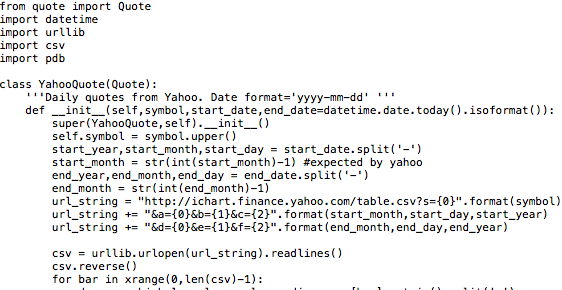 from quote import Quote
import datetime
import urllib
import csv
import pdb
class YahooQuote(Quote):
'''Daily quotes from Yahoo. Date format='yyyy-mm-dd' '''
def __init__(self,symbol,start_date,end_date=datetime.date.today().isoformat()):
super(YahooQuote,self).__init__()
self.symbol = symbol.upper()
start_year,start_month,start_day = start_date.split('-')
start_month = str(int(start_month)-1) #expected by yahoo
end_year,end_month,end_day = end_date.split('-')
end_month = str(int(end_month)-1)
url_string = "http://ichart.finance.yahoo.com/table.csv?s={0}".format(symbol)
url_string += "&a={0}&b={1}&c={2}".format(start_month,start_day,start_year)
url_string += "&d={0}&e={1}&f={2}".format(end_month,end_day,end_year)
csv = urllib.urlopen(url_string).readlines()
csv.reverse()
for bar in xrange(0,len(csv)-1):